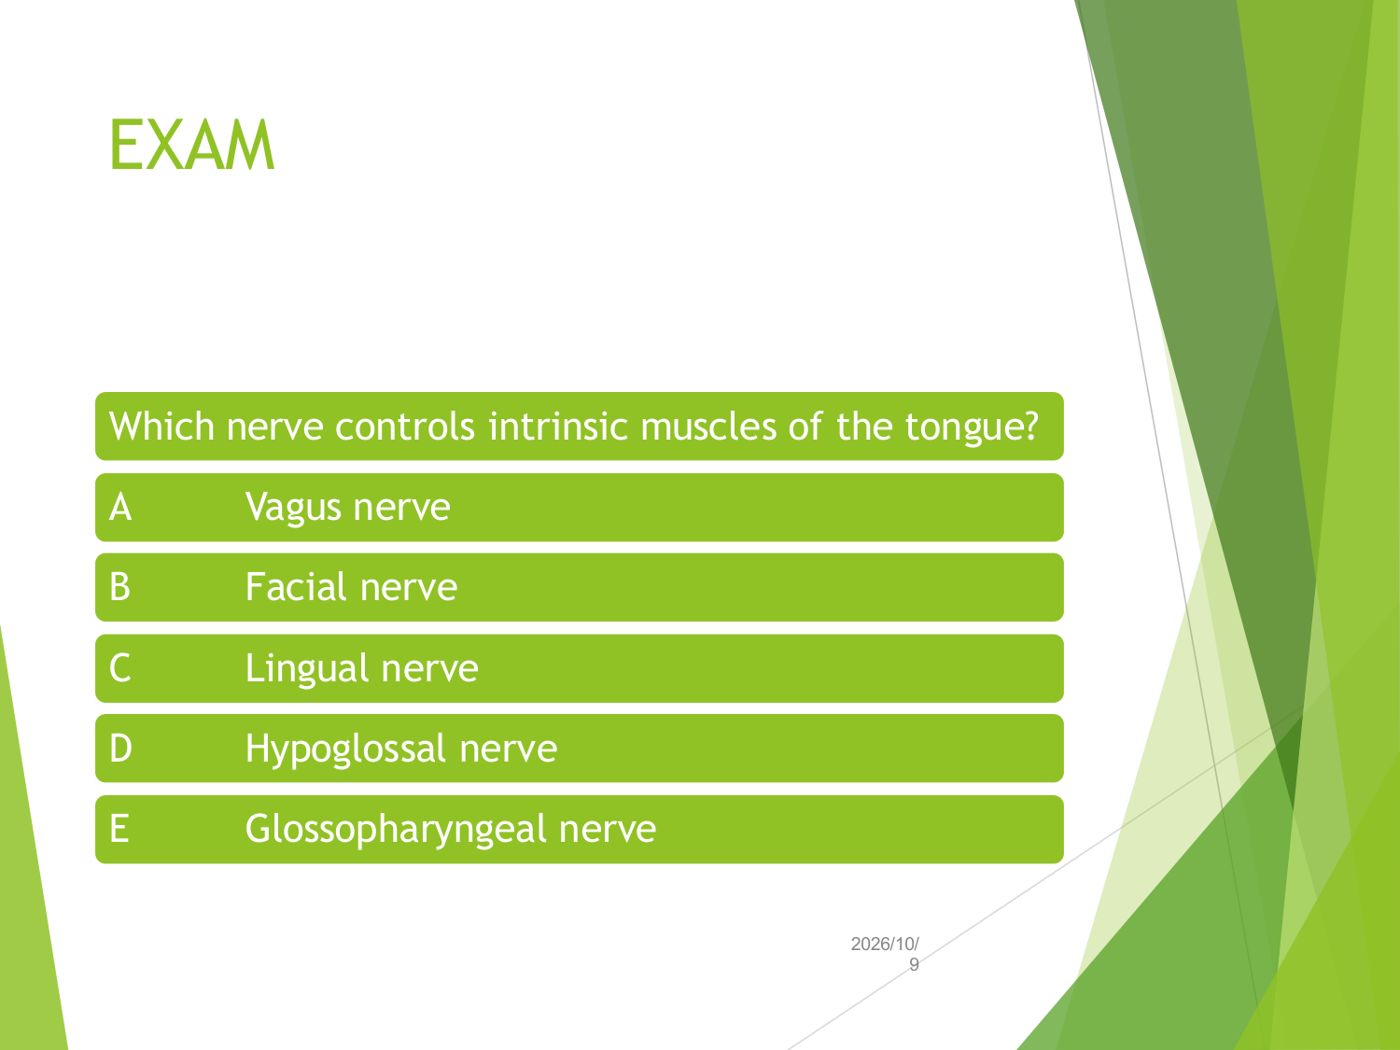 EXAM
Which nerve controls intrinsic muscles of the tongue?
A Vagus nerve
B Facial nerve
C Lingual nerve
D Hypoglossal nerve
E Glossopharyngeal nerve
2026/10/
9